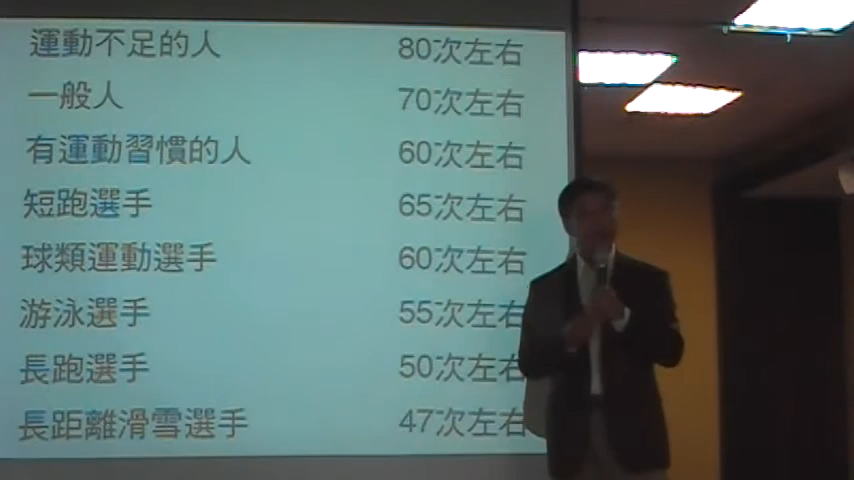 運動不足的人 80次左右
一般人 70次左右
有運動習慣的人 60次左右
短跑選手 65次左右
球類運動選手 60次左右
游泳選手 55次左右
長跑選手 50次左右
長距離滑雪選手 47次左右